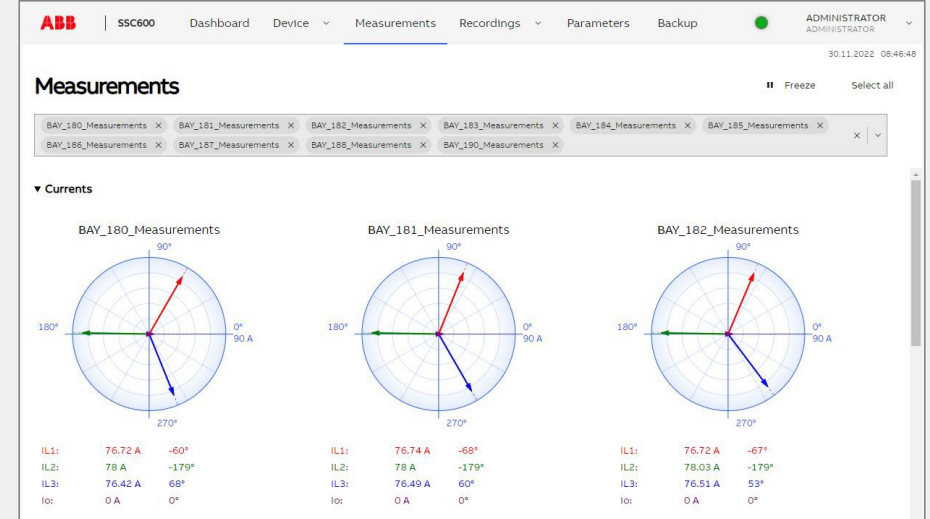 ABB SSC600 Dashboard Device Measurements Recordings Parameters Backup ADMINISTRATOR
ADMINISTRATOR
30.11.2022 08:46:48
Measurements
Freeze Select all
BAY_180_Measurements × BAY_181_Measurements × BAY_182_Measurements × BAY_183_Measurements × BAY_184_Measurements × BAY_185_Measurements ×
BAY_186_Measurements × BAY_187_Measurements × BAY_188_Measurements × BAY_190_Measurements ×
Currents
BAY_180_Measurements BAY_181_Measurements BAY_182_Measurements
90° 90° 90°
180° 0° 180° 0° 180° 0°
90 A 90 A 90 A
270° 270° 270°
IL1: 76.72 A -60° IL1: 76.74 A -68° IL1: 76.72 A -67°
IL2: 78 A -179° IL2: 78 A -179° IL2: 78.03 A -179°
IL3: 76.42 A 68° IL3: 76.49 A 60° IL3: 76.51 A 53°
Io: 0 A 0° Io: 0 A 0° Io: 0 A 0°